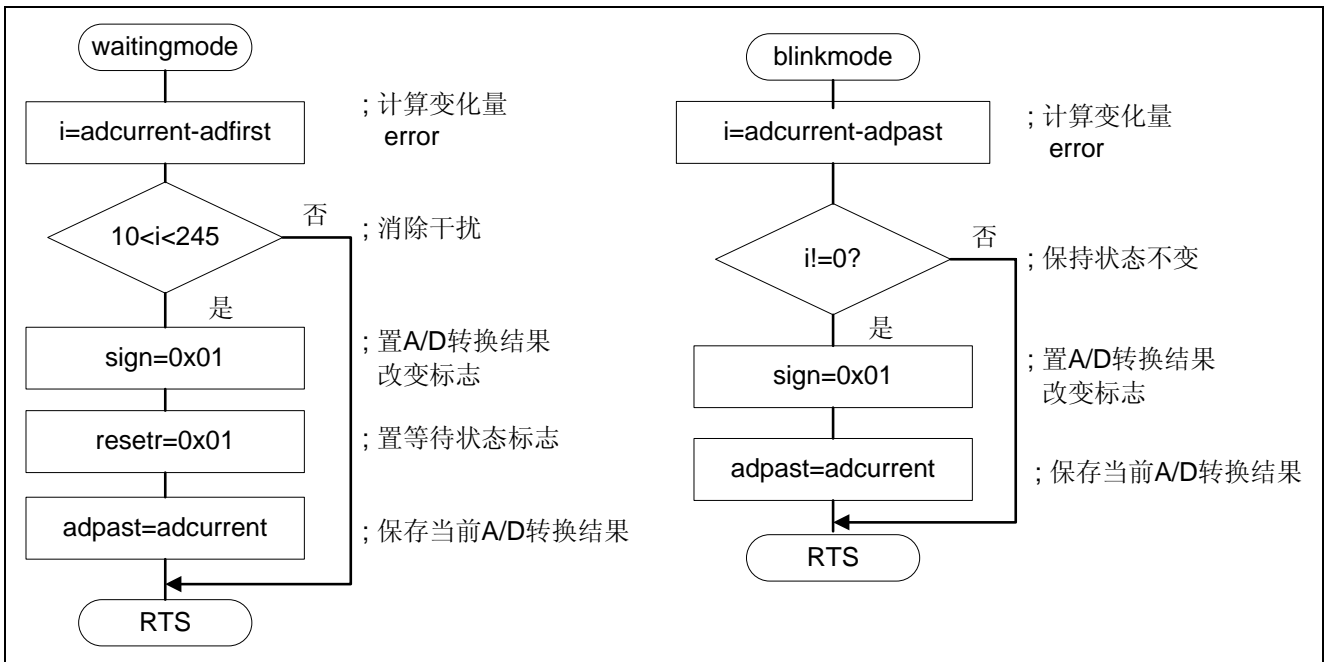 waitingmode
i=adcurrent-adfirst
; 计算变化量
error
10<i<245
否
; 消除干扰
是
sign=0x01
; 置A/D转换结果
改变标志
resetr=0x01
; 置等待状态标志
adpast=adcurrent
; 保存当前A/D转换结果
RTS
blinkmode
i=adcurrent-adpast
; 计算变化量
error
i!=0?
否
; 保持状态不变
是
sign=0x01
; 置A/D转换结果
改变标志
adpast=adcurrent
; 保存当前A/D转换结果
RTS